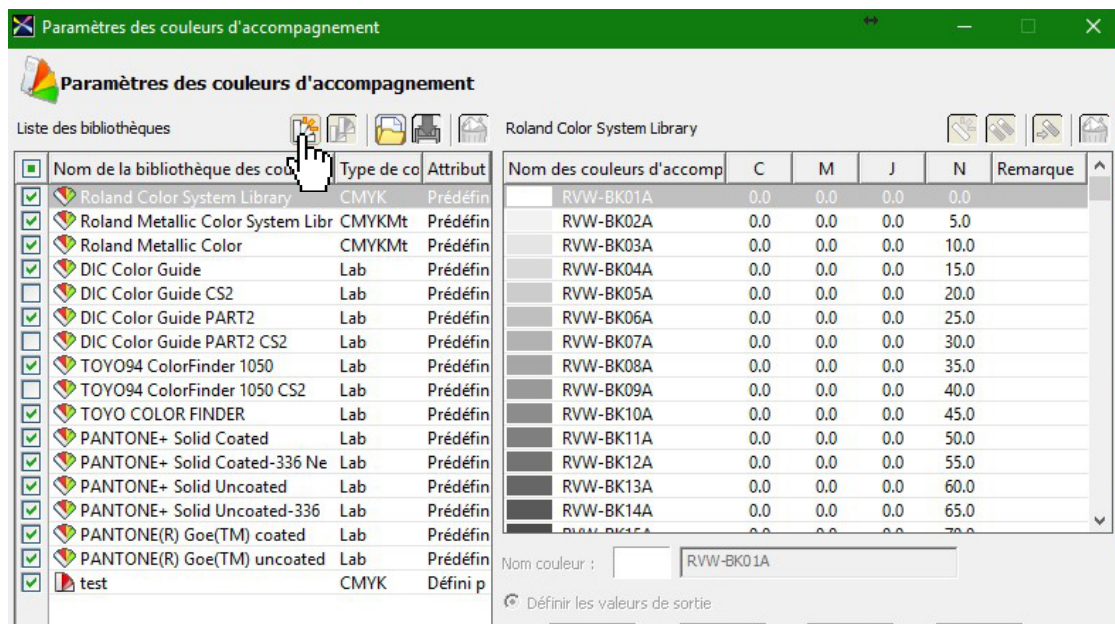 Paramètres des couleurs d'accompagnement
Paramètres des couleurs d'accompagnement
Liste des bibliothèques
Nom de la bibliothèque des cou Type de co Attribut
Roland Color System Library CMYK Prédéfin
Roland Metallic Color System Libr CMYKMt Prédéfin
Roland Metallic Color CMYKMt Prédéfin
DIC Color Guide Lab Prédéfin
DIC Color Guide CS2 Lab Prédéfin
DIC Color Guide PART2 Lab Prédéfin
DIC Color Guide PART2 CS2 Lab Prédéfin
TOYO94 ColorFinder 1050 Lab Prédéfin
TOYO94 ColorFinder 1050 CS2 Lab Prédéfin
TOYO COLOR FINDER Lab Prédéfin
PANTONE+ Solid Coated Lab Prédéfin
PANTONE+ Solid Coated-336 Ne Lab Prédéfin
PANTONE+ Solid Uncoated Lab Prédéfin
PANTONE+ Solid Uncoated-336 Lab Prédéfin
PANTONE(R) Goe(TM) coated Lab Prédéfin
PANTONE(R) Goe(TM) uncoated Lab Prédéfin
test CMYK Défini p
Roland Color System Library
Nom des couleurs d'accomp C M J N Remarque
RVW-BK01A 0.0 0.0 0.0 0.0
RVW-BK02A 0.0 0.0 0.0 5.0
RVW-BK03A 0.0 0.0 0.0 10.0
RVW-BK04A 0.0 0.0 0.0 15.0
RVW-BK05A 0.0 0.0 0.0 20.0
RVW-BK06A 0.0 0.0 0.0 25.0
RVW-BK07A 0.0 0.0 0.0 30.0
RVW-BK08A 0.0 0.0 0.0 35.0
RVW-BK09A 0.0 0.0 0.0 40.0
RVW-BK10A 0.0 0.0 0.0 45.0
RVW-BK11A 0.0 0.0 0.0 50.0
RVW-BK12A 0.0 0.0 0.0 55.0
RVW-BK13A 0.0 0.0 0.0 60.0
RVW-BK14A 0.0 0.0 0.0 65.0
Nom couleur : RVW-BK01A
Définir les valeurs de sortie